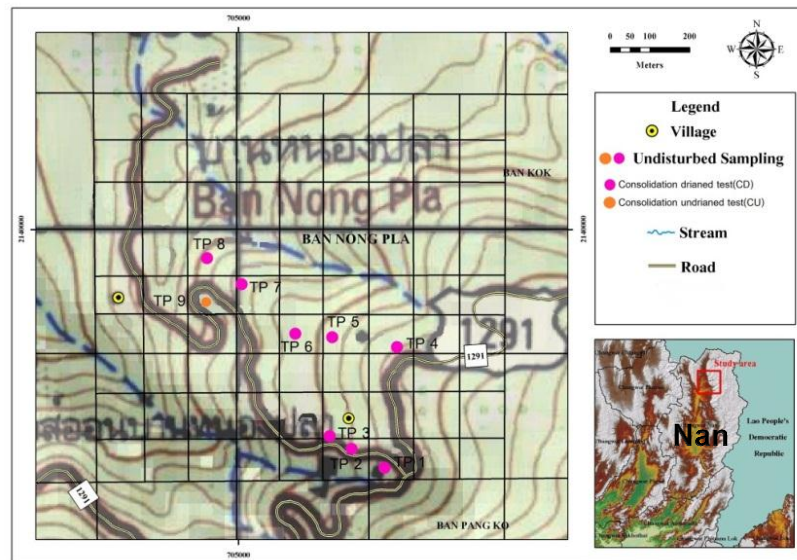 705000
N
W
E
S
0 50 100 200
Meters
Legend
Village
Undisturbed Sampling
Consolidation drianed test(CD)
Consolidation undrianed test(CU)
Stream
Road
บ้านหนองปลา
Ban Nong Pla
BAN KOK
2140000
2140000
BAN NONG PLA
TP 8
TP 7
TP 9
TP 5
TP 6
TP 4
1291
1291
TP 3
TP 2
TP 1
1291
BAN PANG KO
705000
Study area
Lao People's
Democratic
Republic
Nan